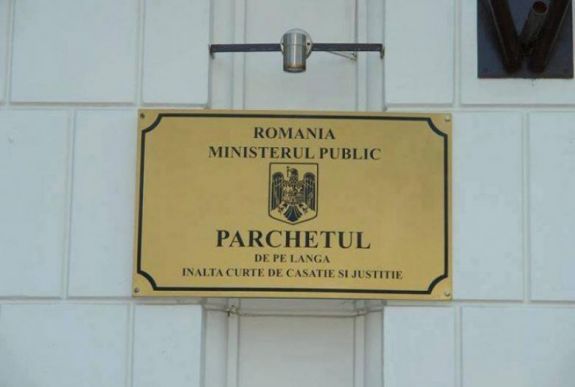 ROMANIA
MINISTERUL PUBLIC
PARCHETUL
DE PE LANGA
INALTA CURTE DE CASATIE SI JUSTITIE